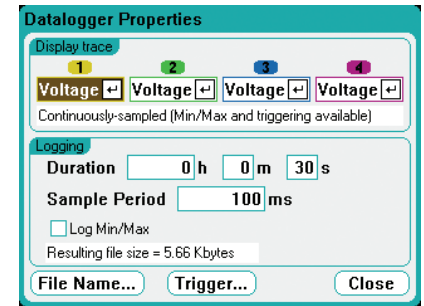 Datalogger Properties
Display trace
1 2 3 4
Voltage Voltage Voltage Voltage
Continuously-sampled (Min/Max and triggering available)
Logging
Duration 0 h 0 m 30 s
Sample Period 100 ms
Log Min/Max
Resulting file size = 5.66 Kbytes
File Name... Trigger... Close